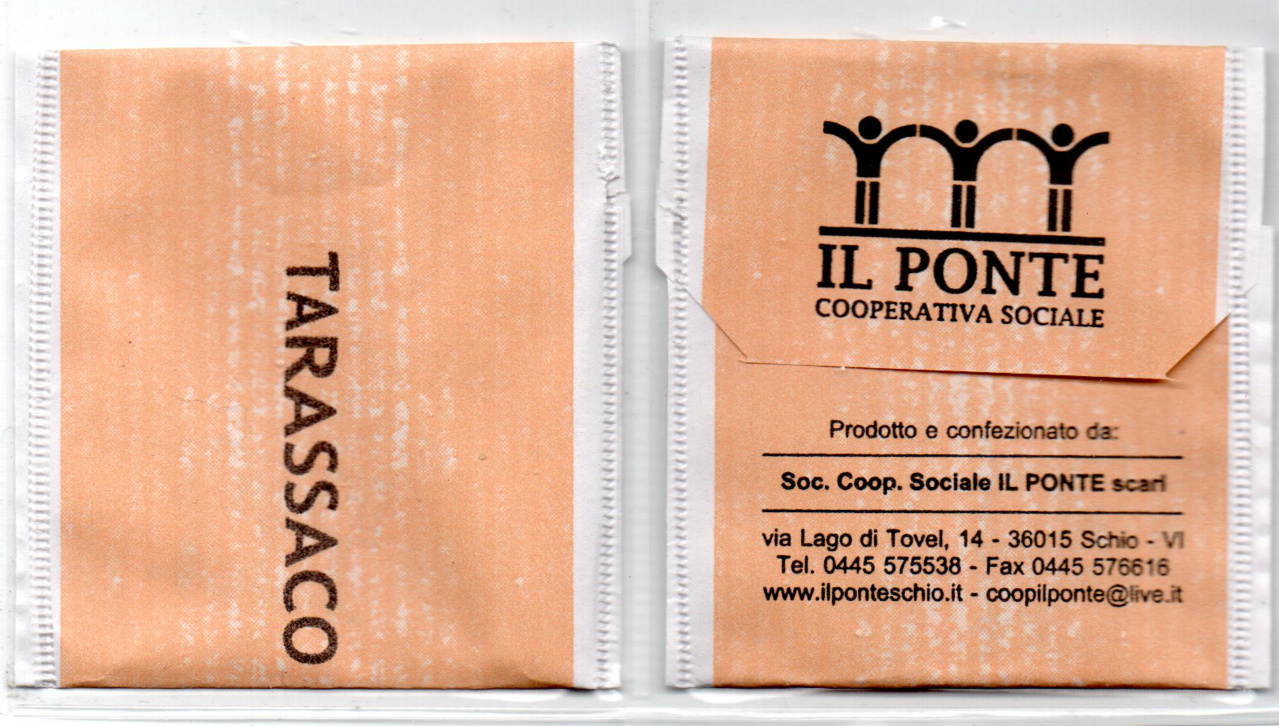 TARASSACO
IL PONTE
COOPERATIVA SOCIALE
Prodotto e confezionato da:
Soc. Coop. Sociale IL PONTE scarl
via Lago di Tovel, 14 - 36015 Schio - VI
Tel. 0445 575538 - Fax 0445 576616
www.ilponteschio.it - coopilponte@live.it